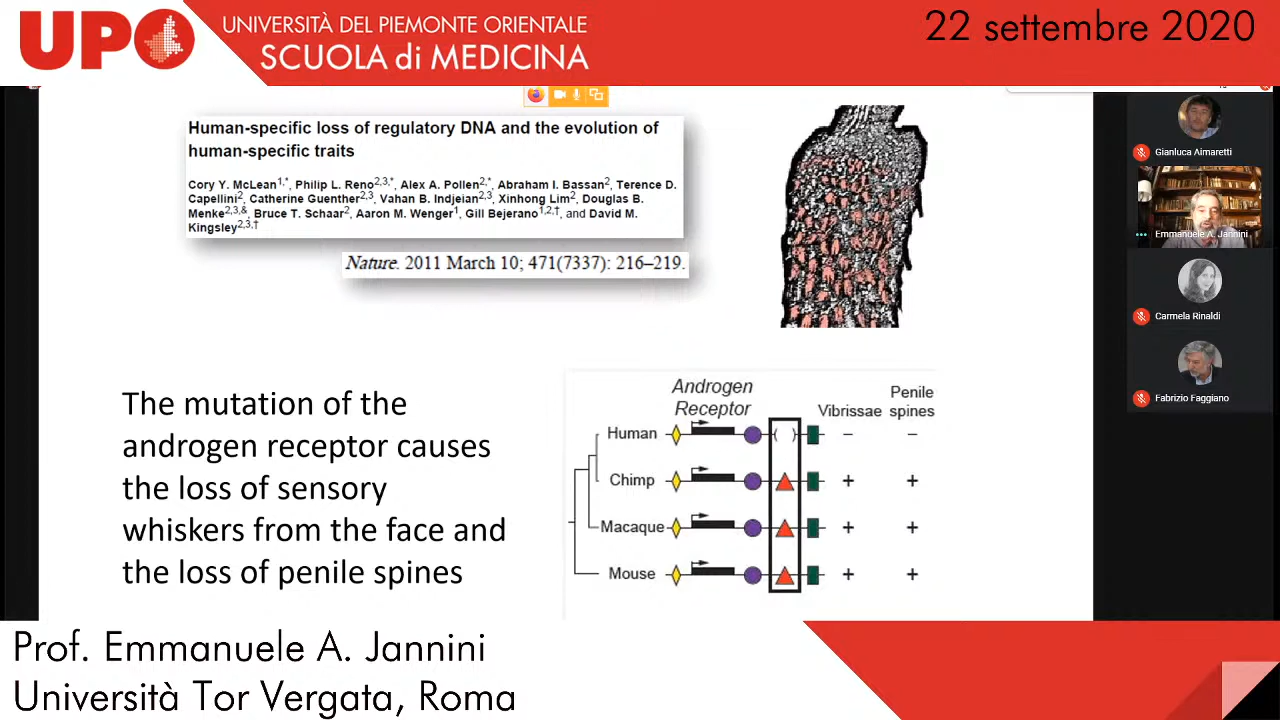 UPO
UNIVERSITÀ DEL PIEMONTE ORIENTALE
SCUOLA di MEDICINA
22 settembre 2020
Human-specific loss of regulatory DNA and the evolution of
human-specific traits
Cory Y. McLean1,*, Philip L. Reno2,3,*, Alex A. Pollen2,*, Abraham I. Bassan2, Terence D.
Capellini2, Catherine Guenther2,3, Vahan B. Indjeian2,3, Xinhong Lim2, Douglas B.
Menke2,3,&, Bruce T. Schaar2, Aaron M. Wenger1, Gill Bejerano1,2,†, and David M.
Kingsley2,3,†
Nature. 2011 March 10; 471(7337): 216–219.
Gianluca Aimaretti
Emmanuele A. Jannini
Carmela Rinaldi
Fabrizio Faggiano
The mutation of the
androgen receptor causes
the loss of sensory
whiskers from the face and
the loss of penile spines
Androgen
Receptor
Vibrissae
Penile
spines
Human ( ) – –
Chimp + +
Macaque + +
Mouse + +
Prof. Emmanuele A. Jannini
Università Tor Vergata, Roma